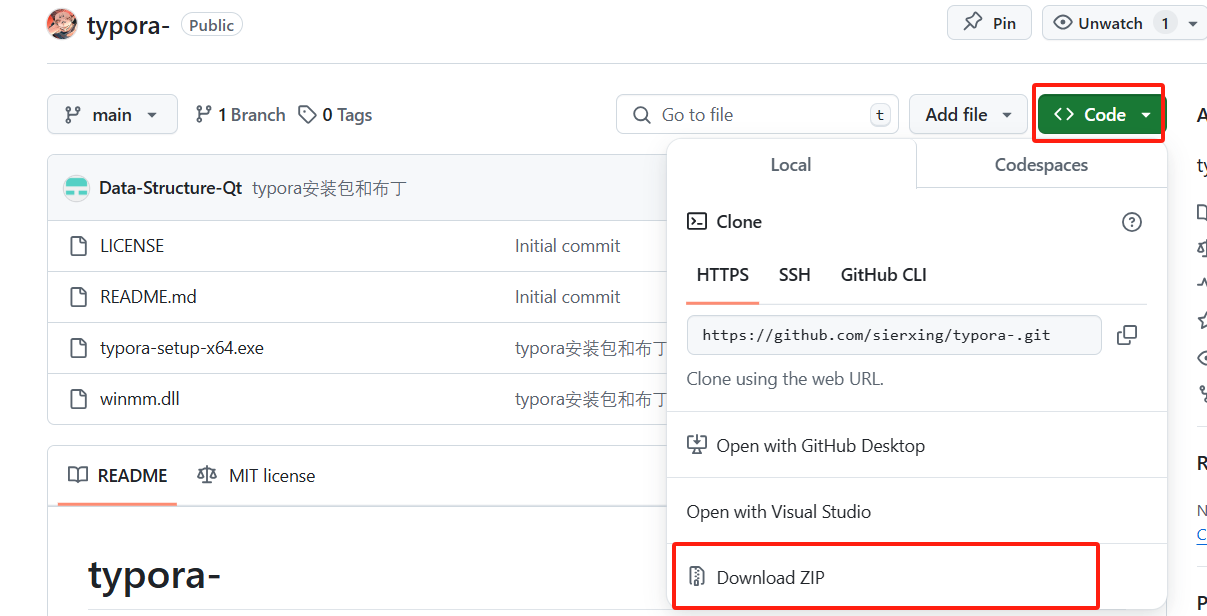 typora- Public Pin Unwatch 1
main 1 Branch 0 Tags Go to file t Add file <> Code
Local Codespaces
Data-Structure-Qt typora安装包和布丁
Clone
LICENSE Initial commit
HTTPS SSH GitHub CLI
README.md Initial commit
https://github.com/sierxing/typora-.git
typora-setup-x64.exe typora安装包和布丁
Clone using the web URL.
winmm.dll typora安装包和布丁
Open with GitHub Desktop
README MIT license
Open with Visual Studio
typora-
Download ZIP